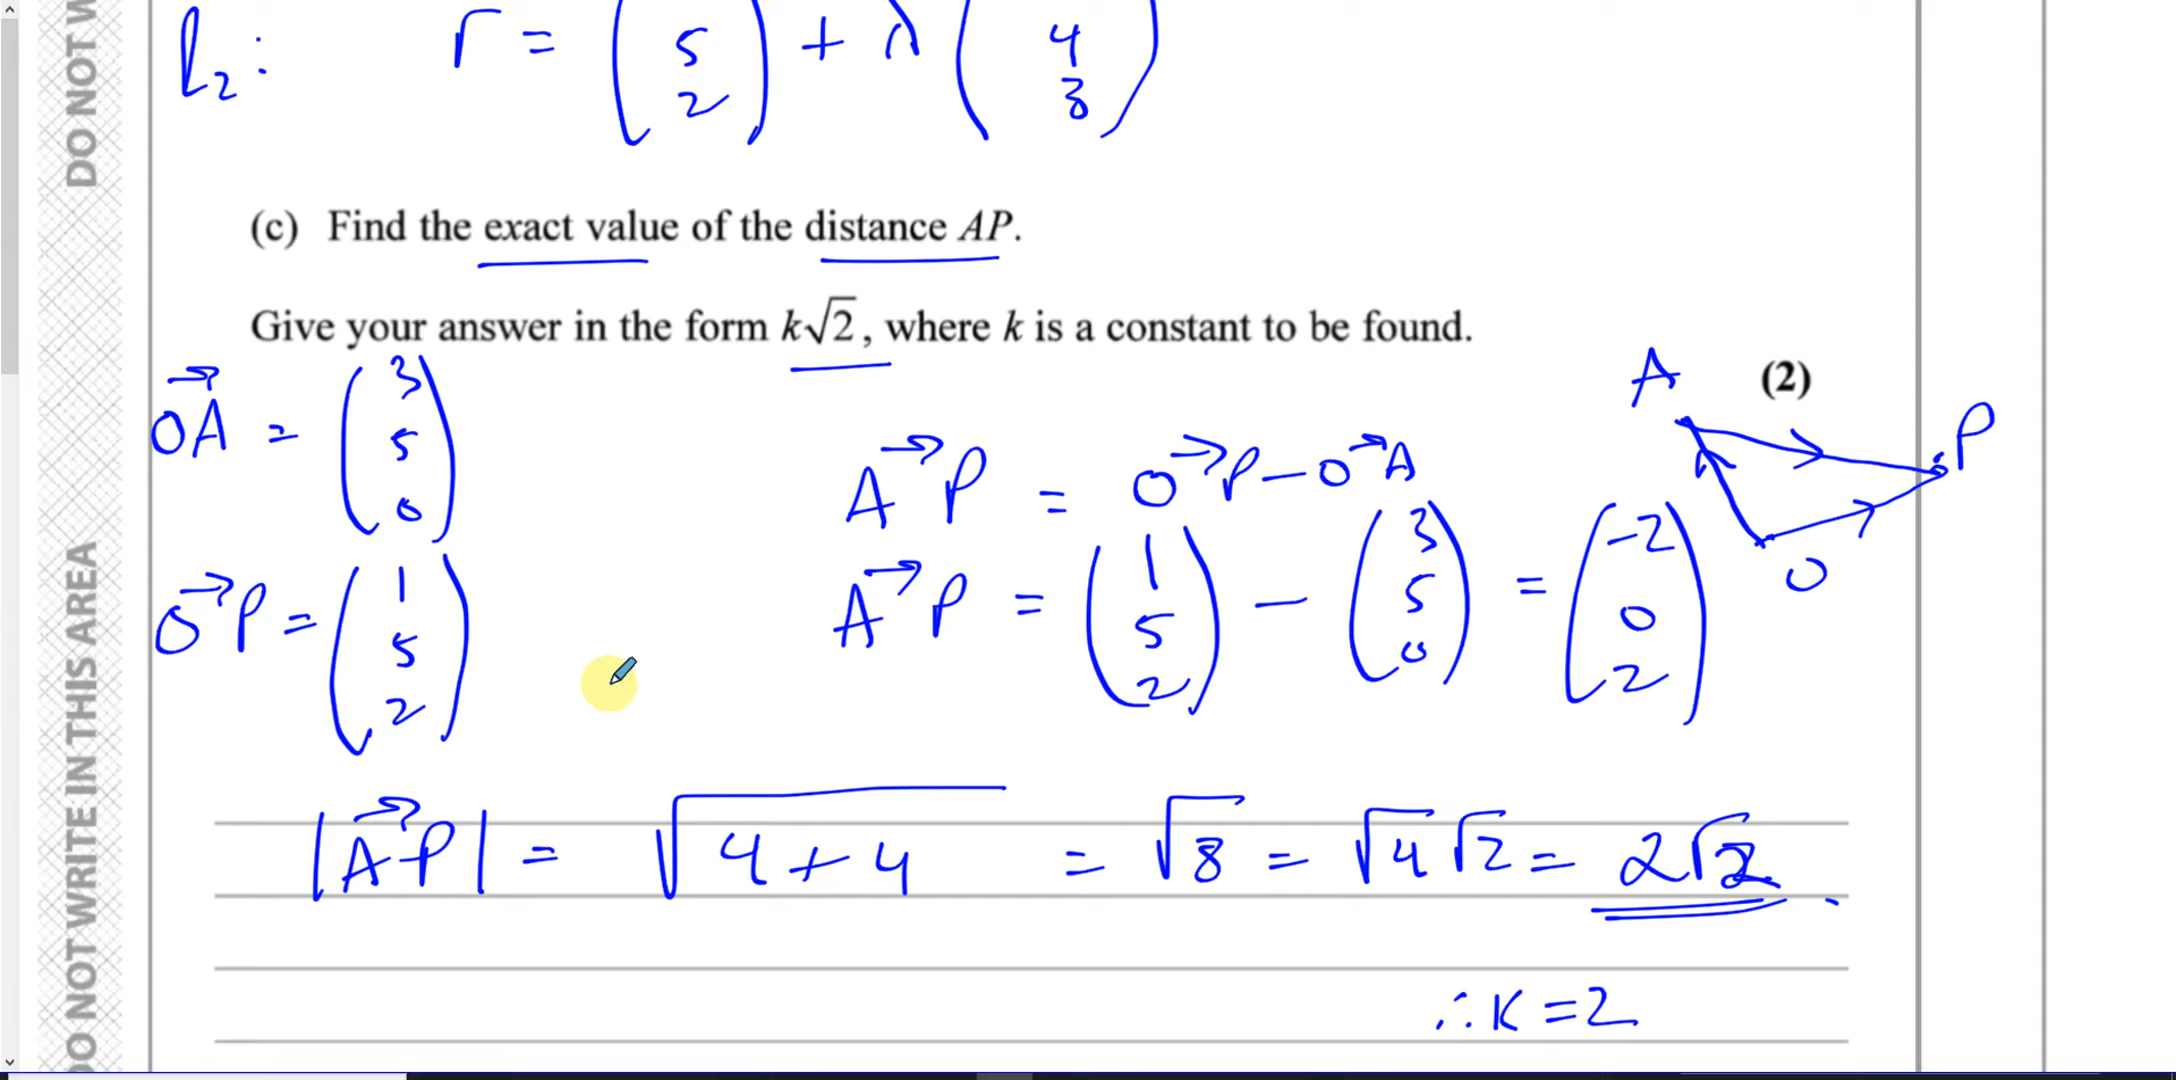 l₂: r = ( 5 2 ) + λ ( 4 3 )
(c) Find the exact value of the distance AP.
Give your answer in the form k√2, where k is a constant to be found.
(2)
A
P
O
OA→ = ( 3 5 0 )
AP→ = OP→ − OA→
OP→ = ( 1 5 2 )
AP→ = ( 1 5 2 ) − ( 3 5 0 ) = ( −2 0 2 )
|AP→| = √4 + 4 = √8 = √4 √2 = 2√2.
∴ K = 2
DO NOT W
DO NOT WRITE IN THIS AREA